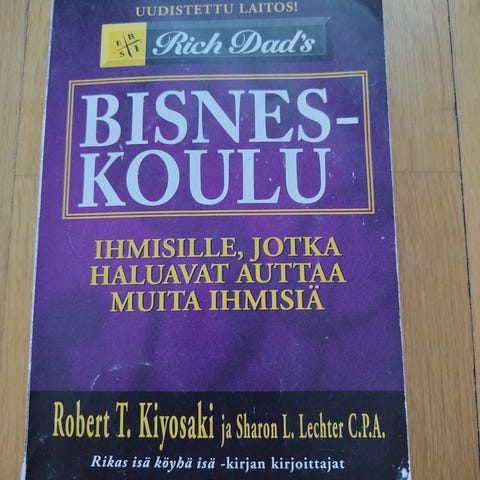 UUDISTETTU LAITOS!
E B S I Rich Dad's
BISNES-
KOULU
IHMISILLE, JOTKA
HALUAVAT AUTTAA
MUITA IHMISIÄ
Robert T. Kiyosaki ja Sharon L. Lechter C.P.A.
Rikas isä köyhä isä -kirjan kirjoittajat